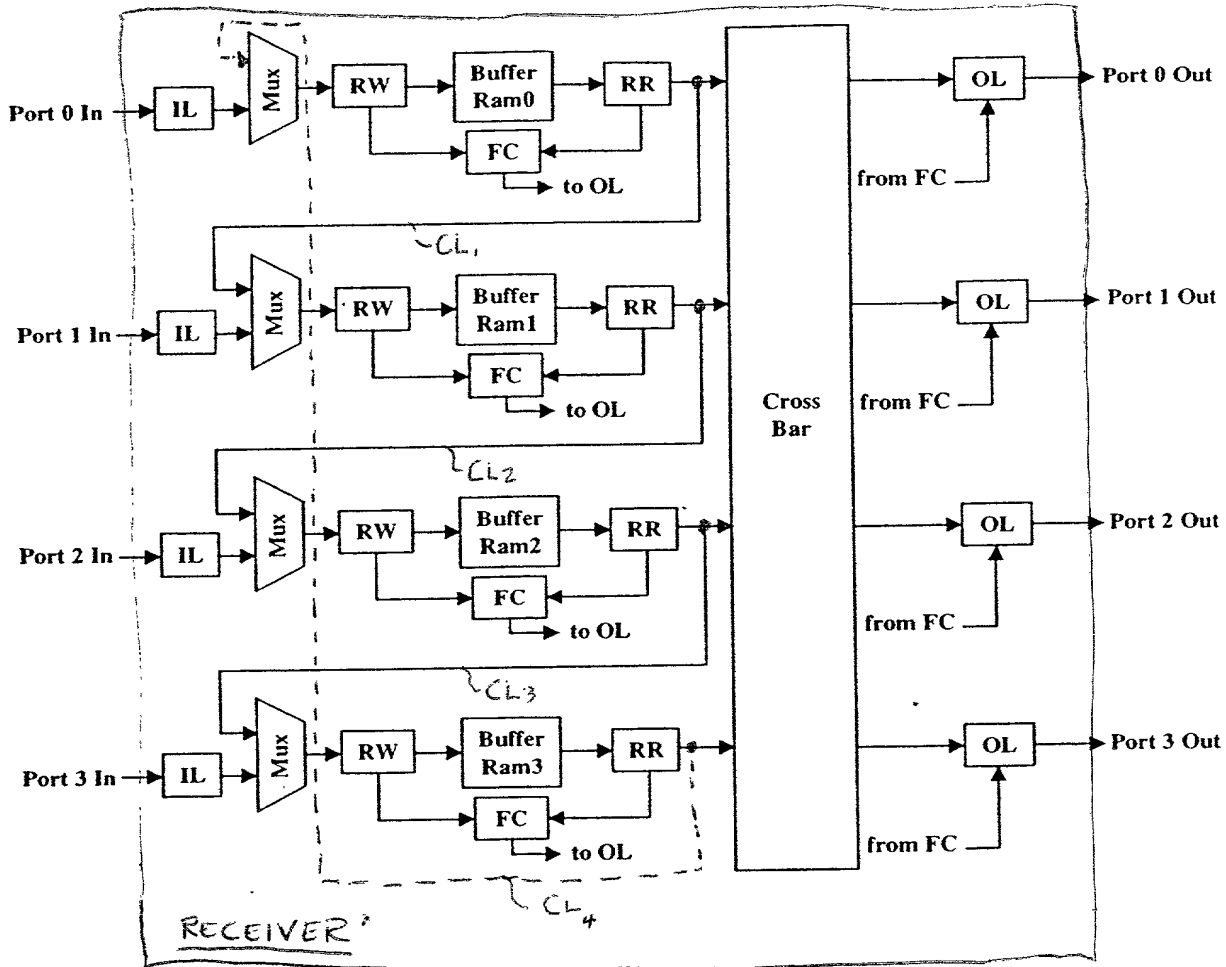 Port 0 In
IL
Mux
RW
Buffer
Ram0
RR
FC
to OL
OL
Port 0 Out
from FC
CL1
Port 1 In
IL
Mux
RW
Buffer
Ram1
RR
FC
to OL
OL
Port 1 Out
from FC
Cross
Bar
CL2
Port 2 In
IL
Mux
RW
Buffer
Ram2
RR
FC
to OL
OL
Port 2 Out
from FC
CL3
Port 3 In
IL
Mux
RW
Buffer
Ram3
RR
FC
to OL
OL
Port 3 Out
from FC
CL4
RECEIVER